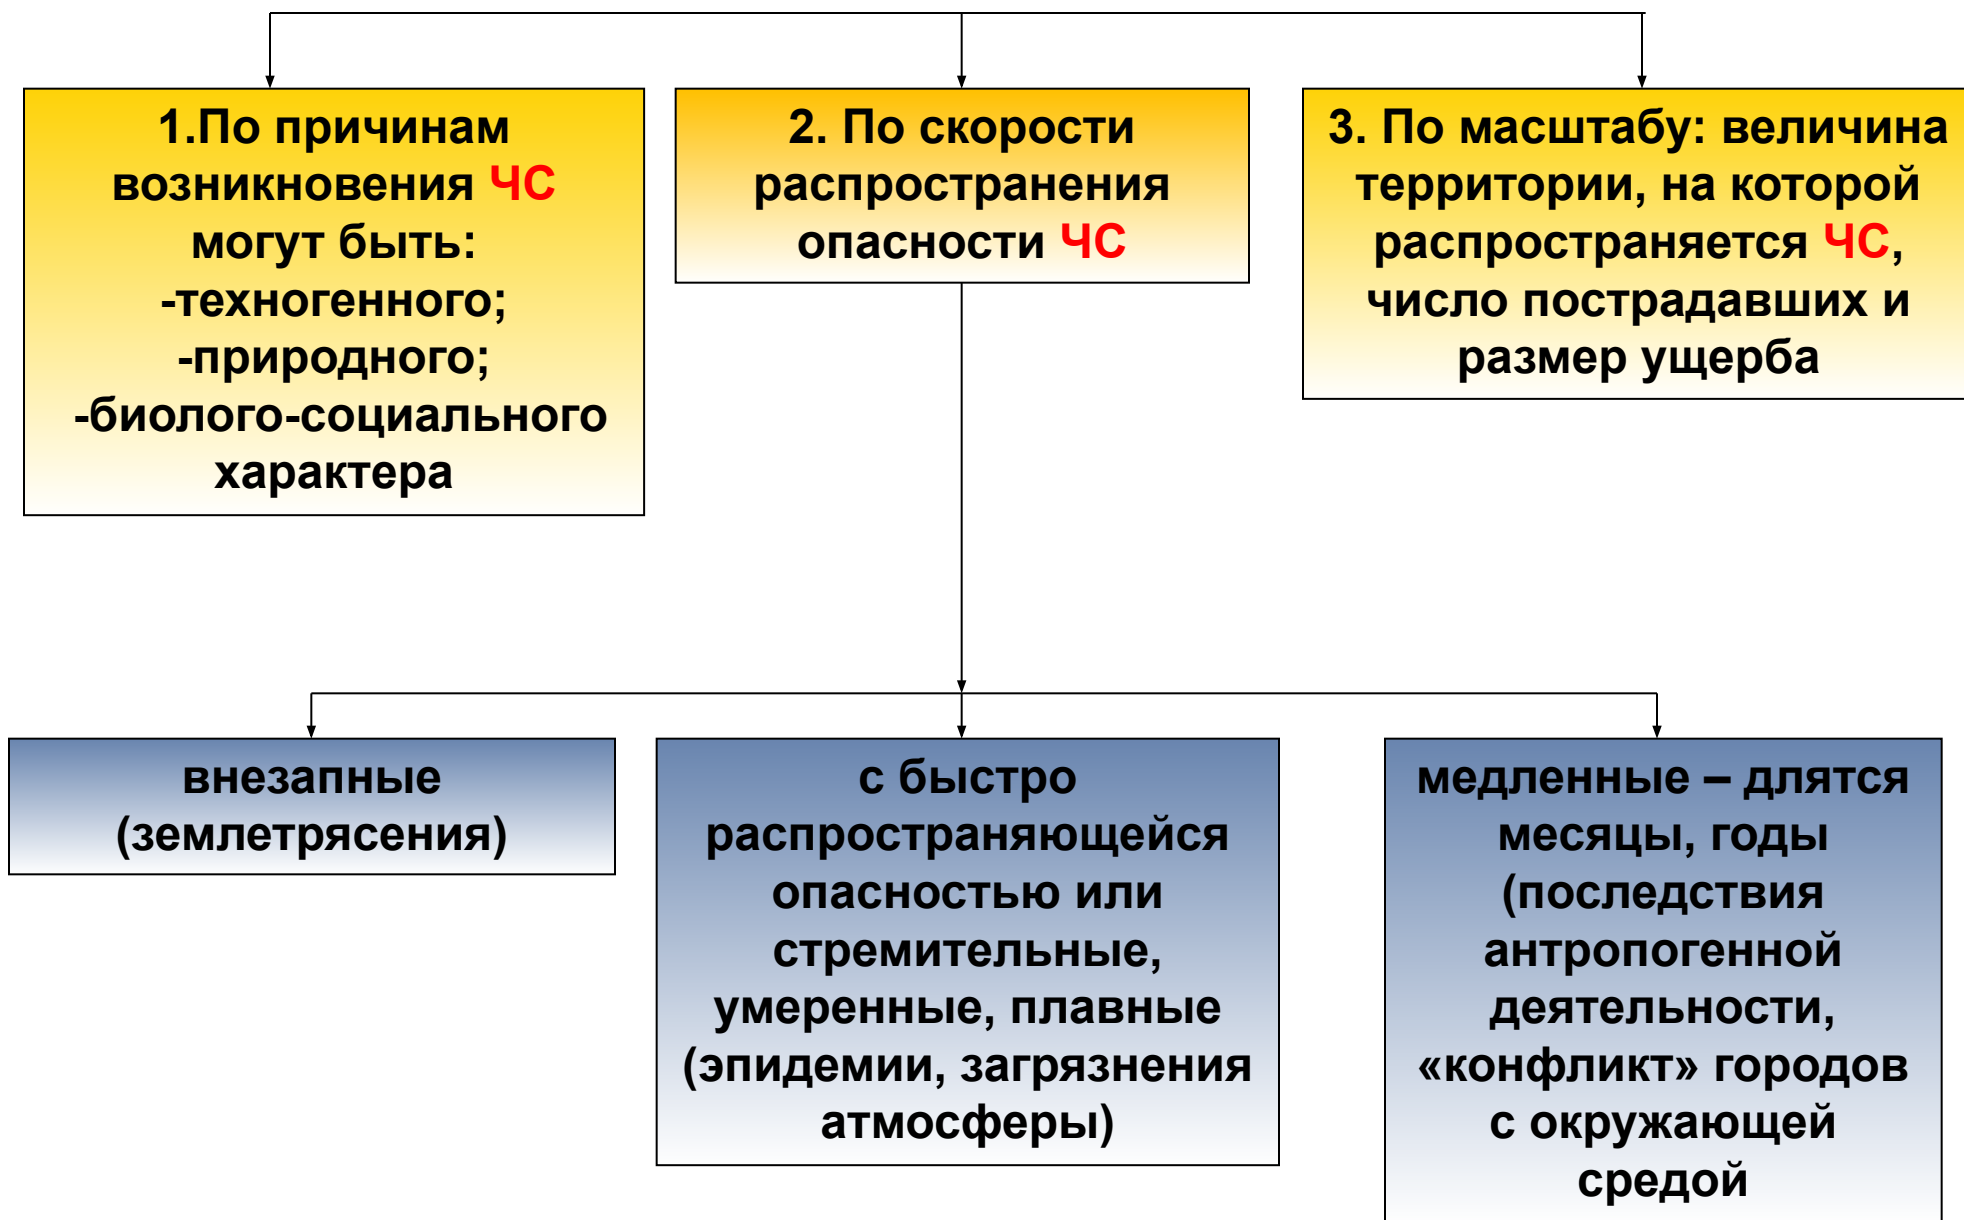 1.По причинам
возникновения ЧС
могут быть:
-техногенного;
-природного;
-биолого-социального
характера
2. По скорости
распространения
опасности ЧС
3. По масштабу: величина
территории, на которой
распространяется ЧС,
число пострадавших и
размер ущерба
внезапные
(землетрясения)
с быстро
распространяющейся
опасностью или
стремительные,
умеренные, плавные
(эпидемии, загрязнения
атмосферы)
медленные – длятся
месяцы, годы
(последствия
антропогенной
деятельности,
«конфликт» городов
с окружающей
средой